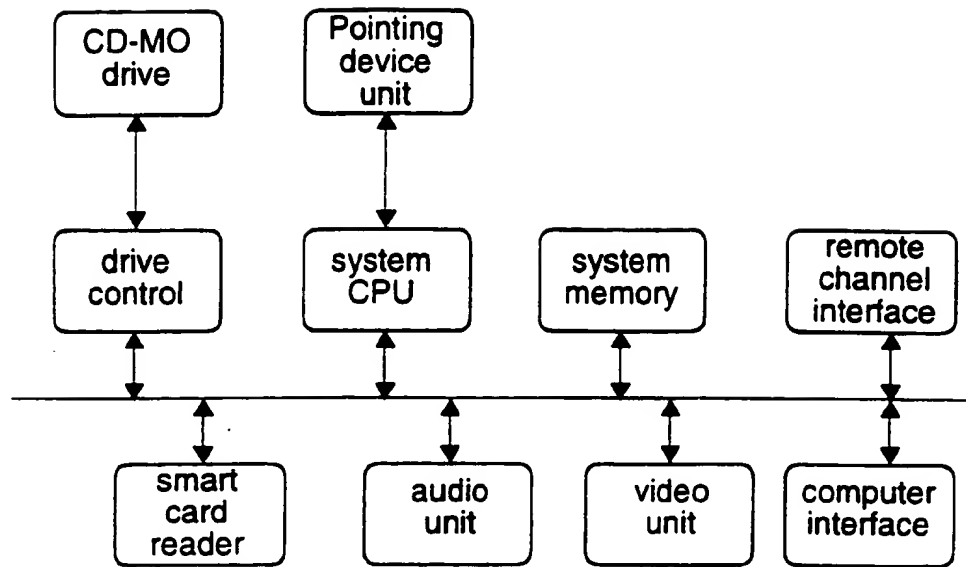 CD-MO
drive
Pointing
device
unit
drive
control
system
CPU
system
memory
remote
channel
interface
smart
card
reader
audio
unit
video
unit
computer
interface